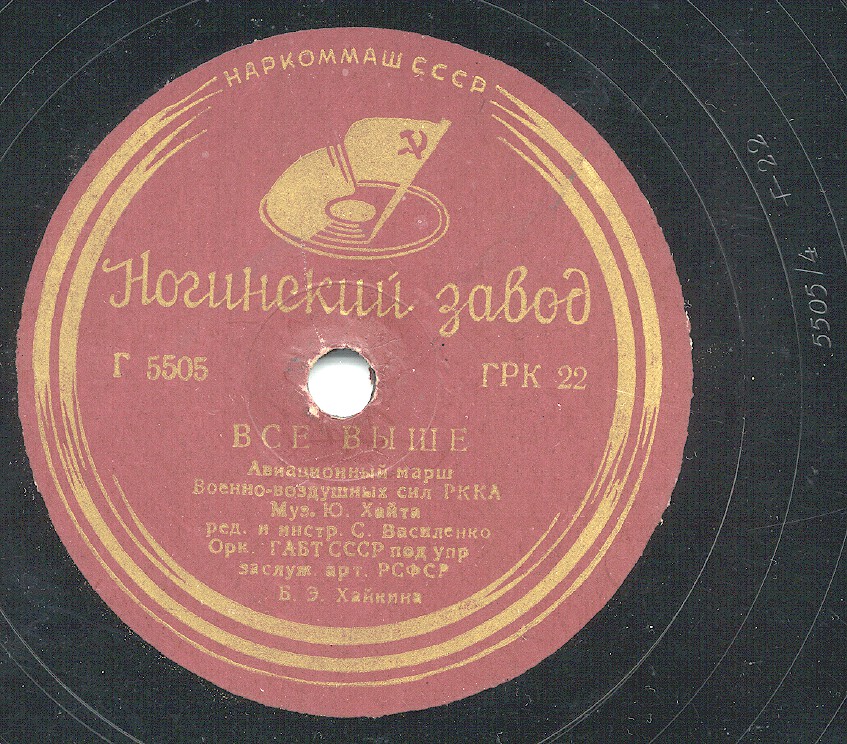 НАРКОММАШ СССР
Ногинский завод
Г 5505
ГРК 22
ВСЕ ВЫШЕ
Авиационный марш
Военно-воздушных сил РККА
Муз. Ю. Хайта
ред. и инстр. С. Василенко
Орк. ГАБТ СССР под упр
заслуж. арт. РСФСР
Б. Э. Хайкина
5505/4
г-22